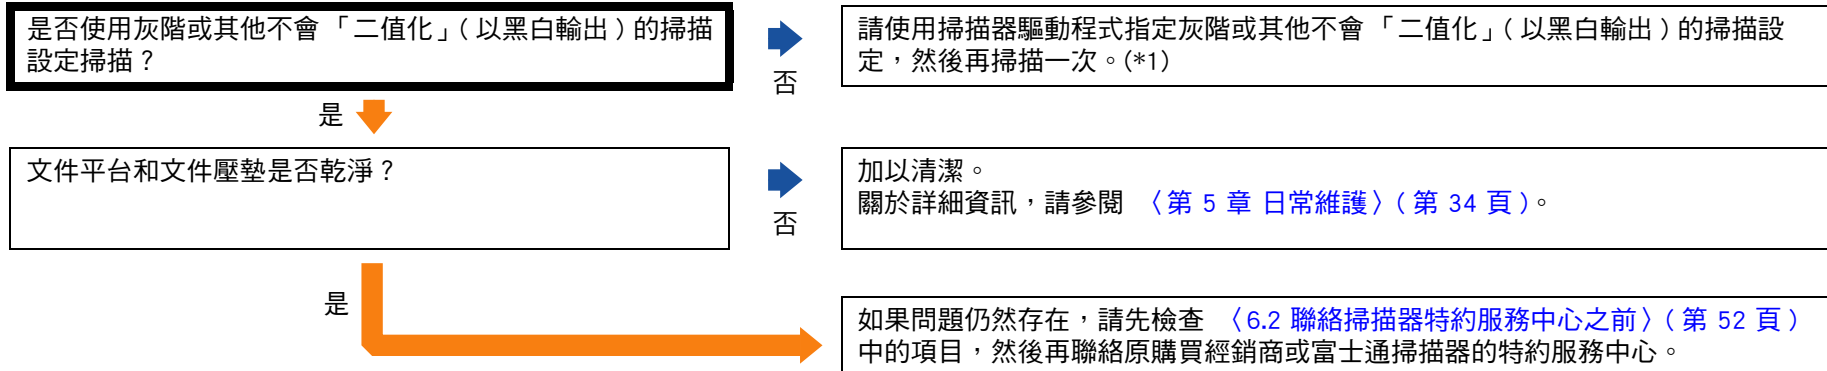 是否使用灰階或其他不會「二值化」( 以黑白輸出 ) 的掃描
設定掃描？
否
請使用掃描器驅動程式指定灰階或其他不會「二值化」( 以黑白輸出 ) 的掃描設
定，然後再掃描一次。(*1)
是
文件平台和文件壓墊是否乾淨？
否
加以清潔。
關於詳細資訊，請參閱 〈第 5 章 日常維護〉( 第 34 頁 )。
是
如果問題仍然存在，請先檢查 〈6.2 聯絡掃描器特約服務中心之前〉( 第 52 頁 )
中的項目，然後再聯絡原購買經銷商或富士通掃描器的特約服務中心。